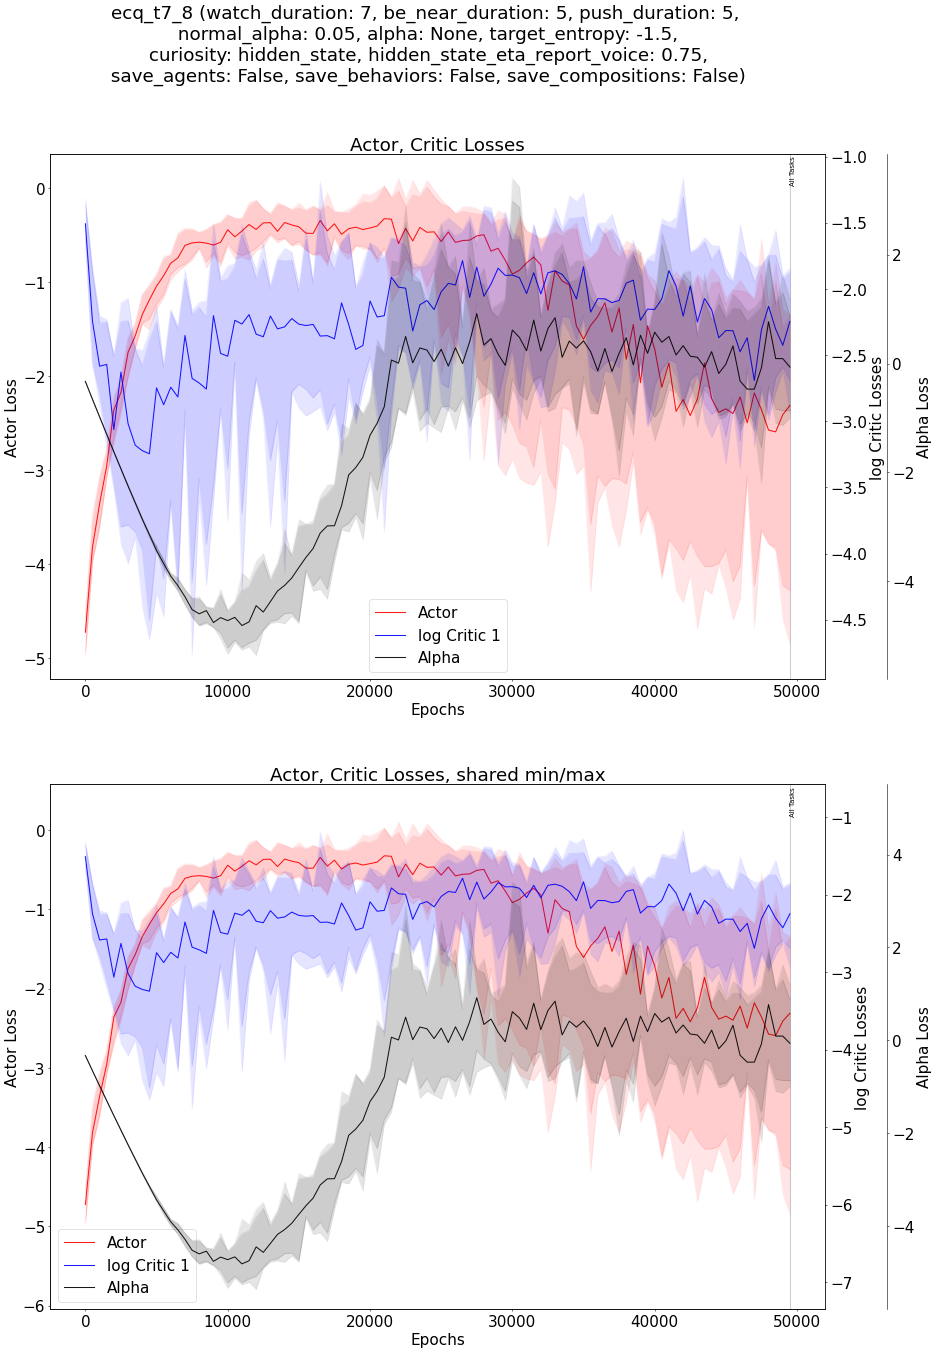 ecq_t7_8 (watch_duration: 7, be_near_duration: 5, push_duration: 5,
normal_alpha: 0.05, alpha: None, target_entropy: -1.5,
curiosity: hidden_state, hidden_state_eta_report_voice: 0.75,
save_agents: False, save_behaviors: False, save_compositions: False)
Actor, Critic Losses
All Tasks
0
−1
−2
−3
−4
−5
Actor Loss
−1.0
−1.5
−2.0
−2.5
−3.0
−3.5
−4.0
−4.5
log Critic Losses
2
0
−2
−4
Alpha Loss
Actor
log Critic 1
Alpha
0
10000
20000
30000
40000
50000
Epochs
Actor, Critic Losses, shared min/max
All Tasks
0
−1
−2
−3
−4
−5
−6
Actor Loss
−1
−2
−3
−4
−5
−6
−7
log Critic Losses
4
2
0
−2
−4
Alpha Loss
Actor
log Critic 1
Alpha
0
10000
20000
30000
40000
50000
Epochs